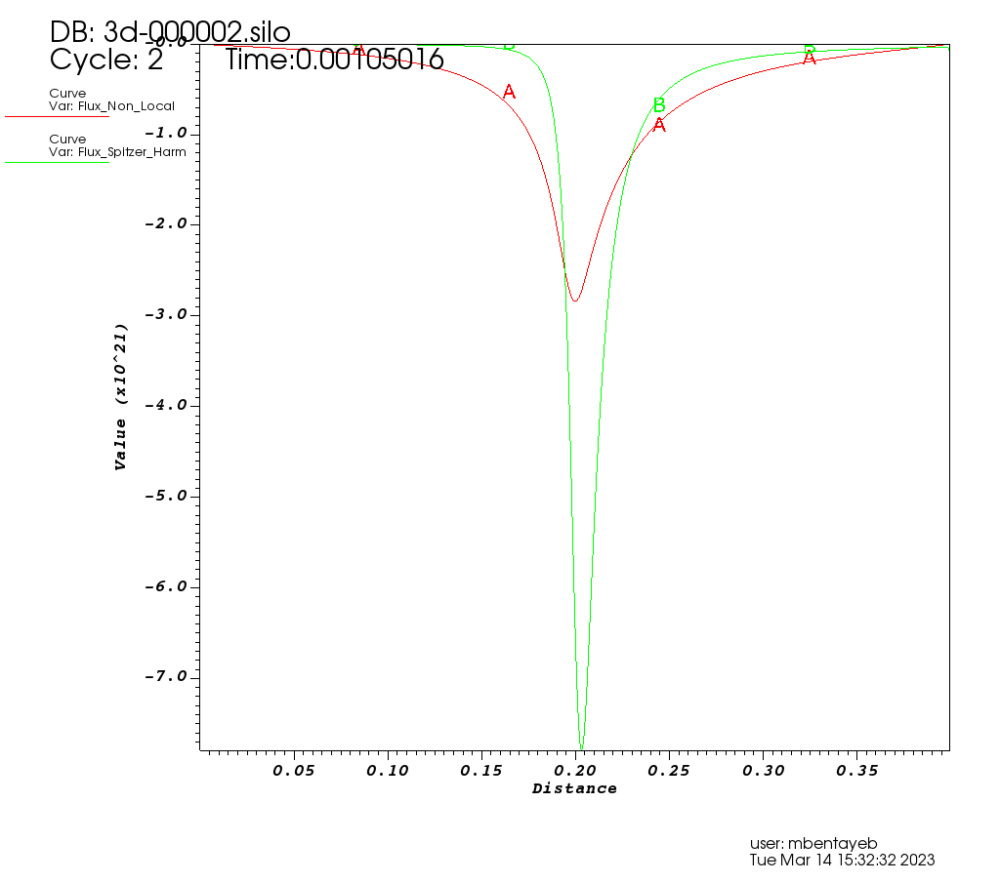 DB: 3d-000002.silo
Cycle: 2 Time:0.00105016
Curve
Var: Flux_Non_Local
Curve
Var: Flux_Spitzer_Harm
-0.0
-1.0
-2.0
-3.0
-4.0
-5.0
-6.0
-7.0
Value (x10^21)
A
B
A
B
A
B
A
0.05 0.10 0.15 0.20 0.25 0.30 0.35
Distance
user: mbentayeb
Tue Mar 14 15:32:32 2023